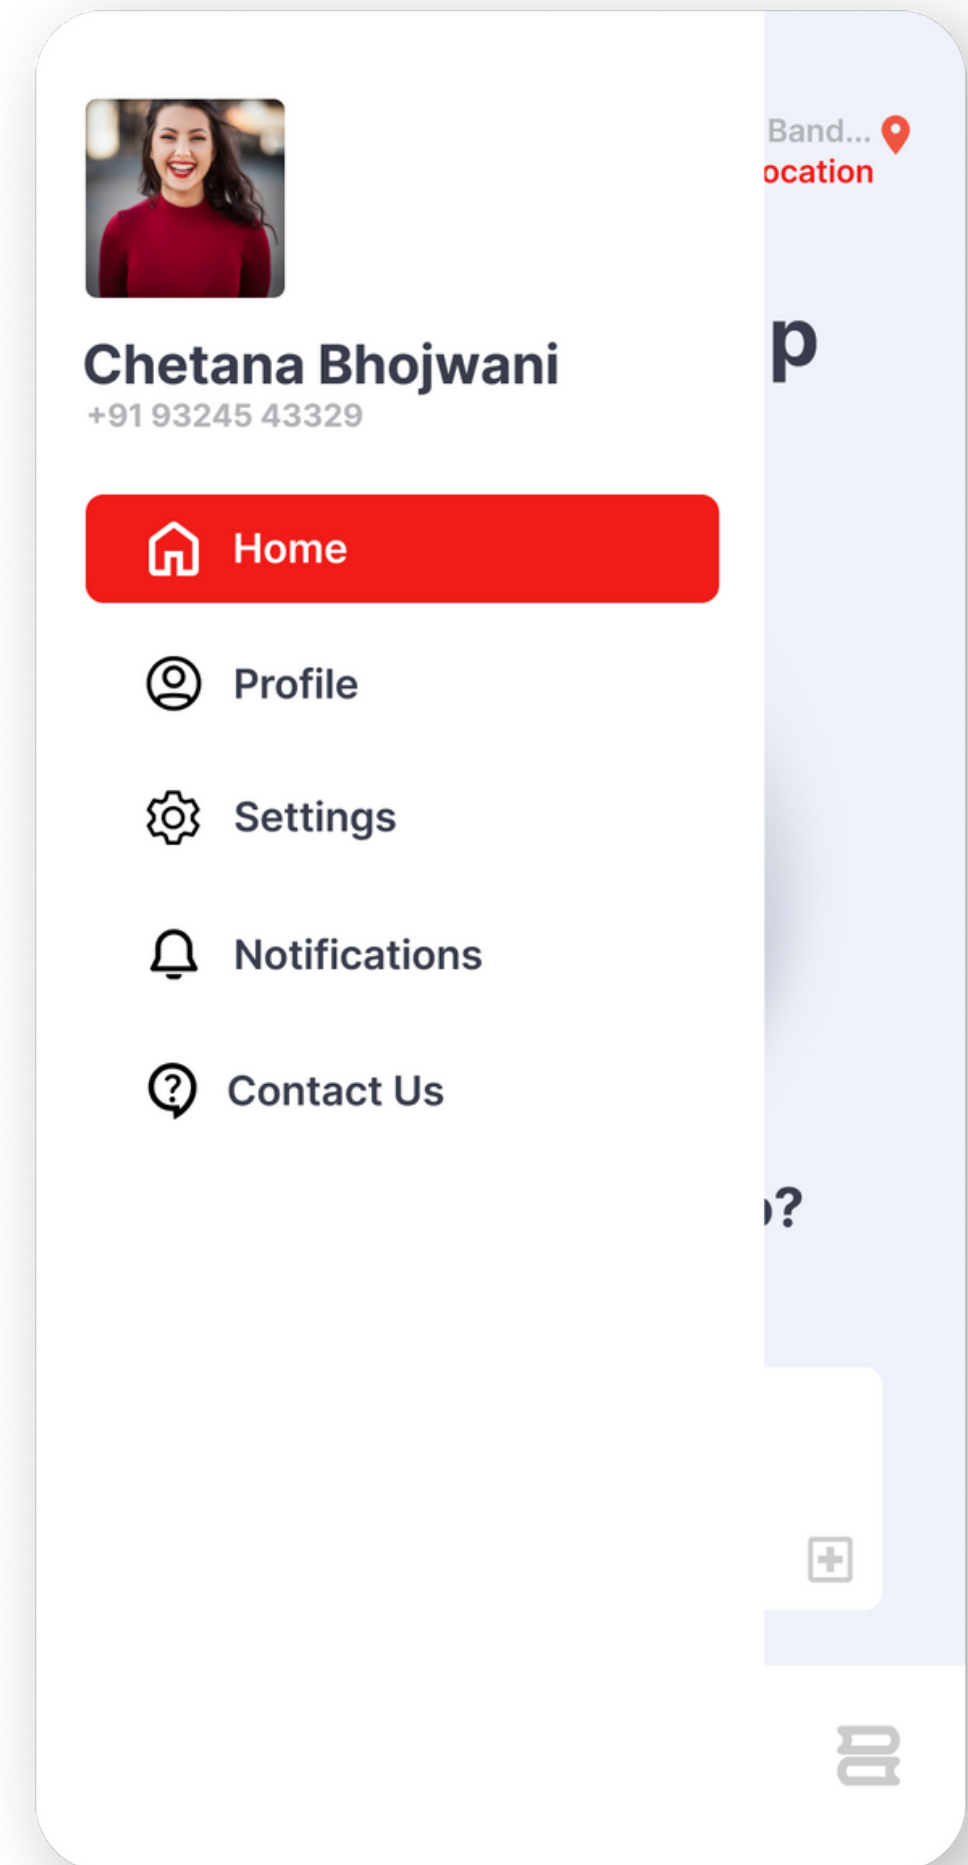 Band...
ocation
p
Chetana Bhojwani
+91 93245 43329
Home
Profile
Settings
Notifications
Contact Us
?